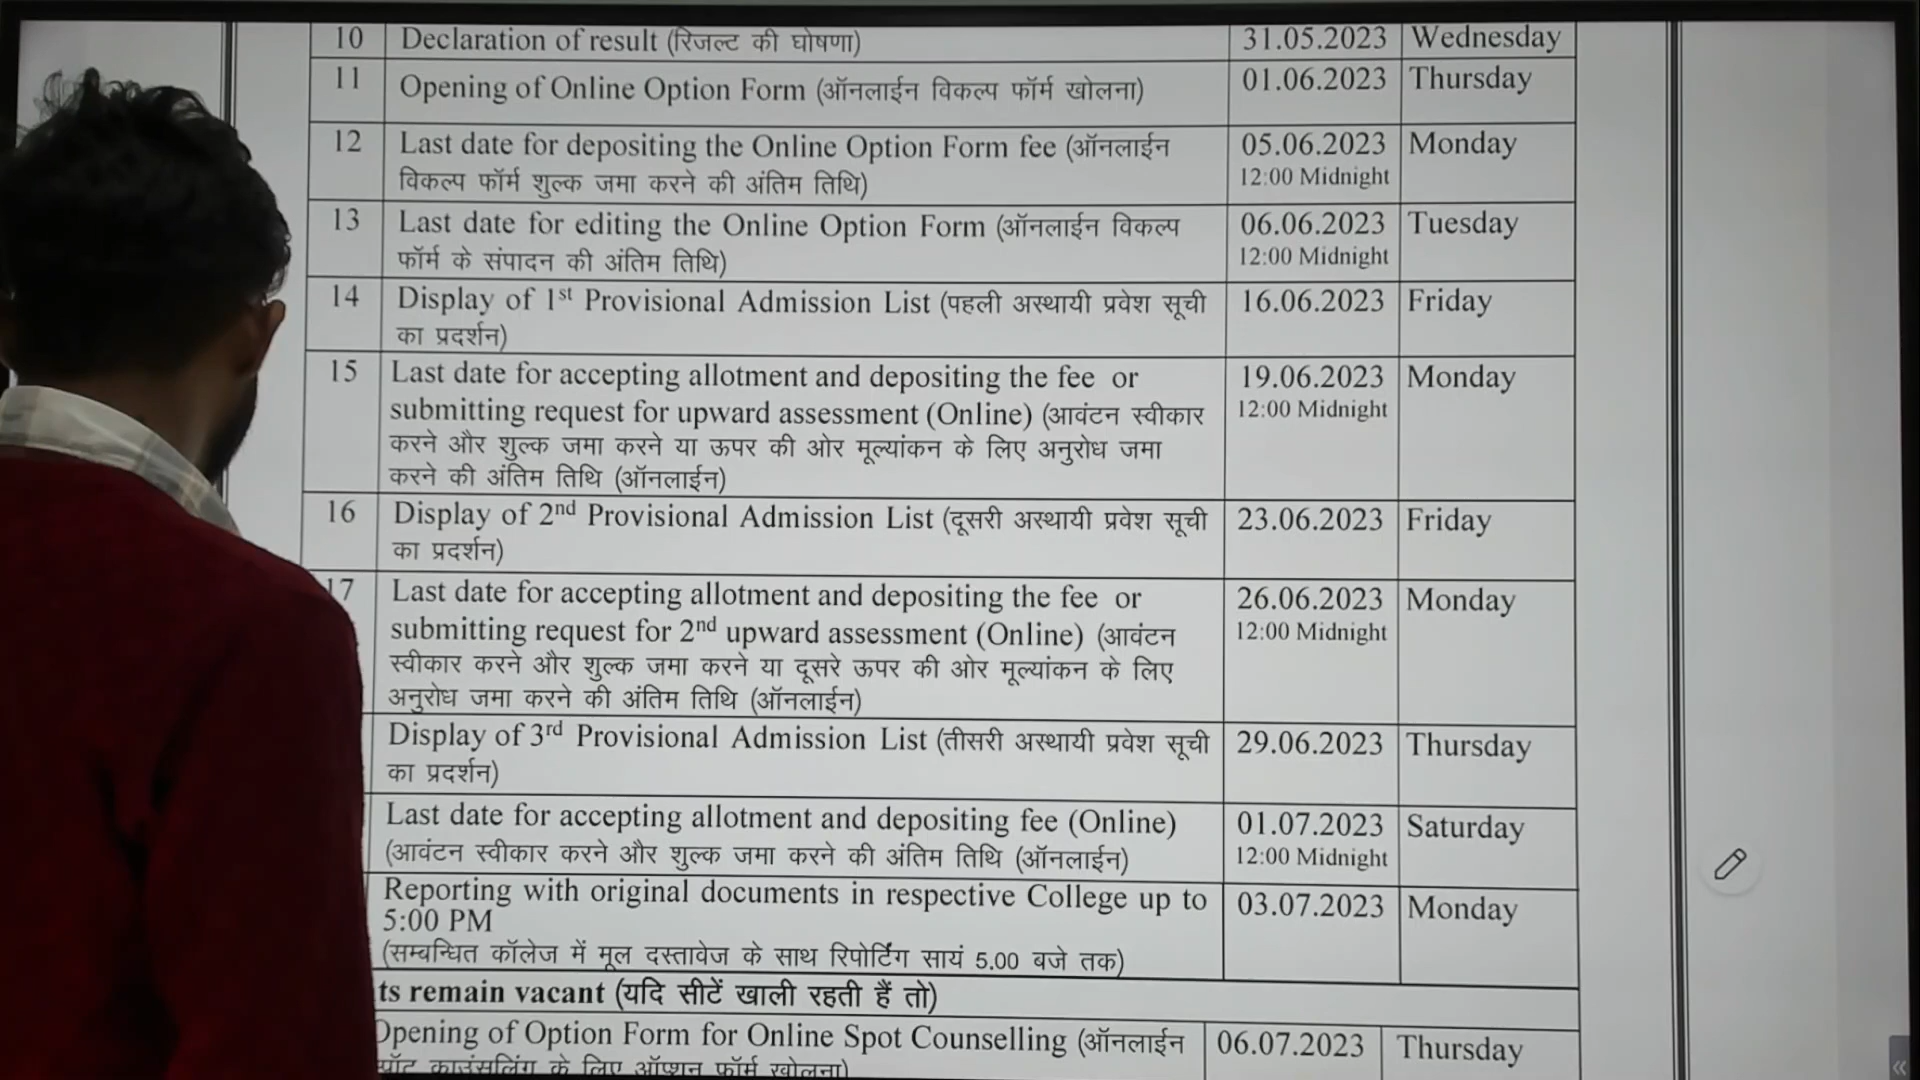 10 Declaration of result (रिजल्ट की घोषणा) 31.05.2023 Wednesday
11 Opening of Online Option Form (ऑनलाईन विकल्प फॉर्म खोलना) 01.06.2023 Thursday
12 Last date for depositing the Online Option Form fee (ऑनलाईन 05.06.2023 Monday
विकल्प फॉर्म शुल्क जमा करने की अंतिम तिथि) 12:00 Midnight
13 Last date for editing the Online Option Form (ऑनलाईन विकल्प 06.06.2023 Tuesday
फॉर्म के संपादन की अंतिम तिथि) 12:00 Midnight
14 Display of 1st Provisional Admission List (पहली अस्थायी प्रवेश सूची 16.06.2023 Friday
का प्रदर्शन)
15 Last date for accepting allotment and depositing the fee or 19.06.2023 Monday
submitting request for upward assessment (Online) (आवंटन स्वीकार 12:00 Midnight
करने और शुल्क जमा करने या ऊपर की ओर मूल्यांकन के लिए अनुरोध जमा
करने की अंतिम तिथि (ऑनलाईन)
16 Display of 2nd Provisional Admission List (दूसरी अस्थायी प्रवेश सूची 23.06.2023 Friday
का प्रदर्शन)
17 Last date for accepting allotment and depositing the fee or 26.06.2023 Monday
submitting request for 2nd upward assessment (Online) (आवंटन 12:00 Midnight
स्वीकार करने और शुल्क जमा करने या दूसरे ऊपर की ओर मूल्यांकन के लिए
अनुरोध जमा करने की अंतिम तिथि (ऑनलाईन)
Display of 3rd Provisional Admission List (तीसरी अस्थायी प्रवेश सूची 29.06.2023 Thursday
का प्रदर्शन)
Last date for accepting allotment and depositing fee (Online) 01.07.2023 Saturday
(आवंटन स्वीकार करने और शुल्क जमा करने की अंतिम तिथि (ऑनलाईन) 12:00 Midnight
Reporting with original documents in respective College up to 03.07.2023 Monday
5:00 PM
(सम्बन्धित कॉलेज में मूल दस्तावेज के साथ रिपोर्टिंग सायं 5.00 बजे तक)
ts remain vacant (यदि सीटें खाली रहती हैं तो)
Opening of Option Form for Online Spot Counselling (ऑनलाईन 06.07.2023 Thursday
स्पॉट काउंसलिंग के लिए ऑप्शन फॉर्म खोलना)